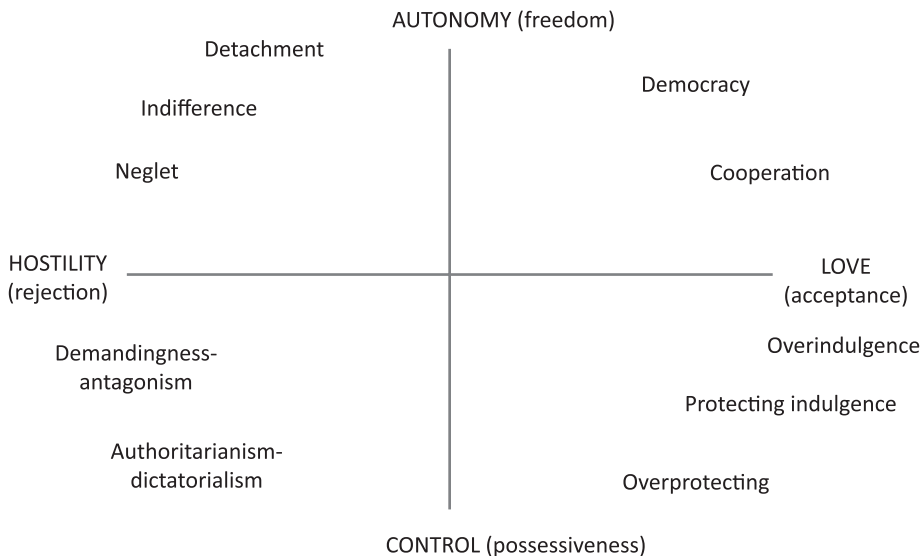 AUTONOMY (freedom)
Detachment
Democracy
Indifference
Neglet
Cooperation
HOSTILITY
(rejection)
LOVE
(acceptance)
Overindulgence
Demandingness-
antagonism
Protecting indulgence
Authoritarianism-
dictatorialism
Overprotecting
CONTROL (possessiveness)